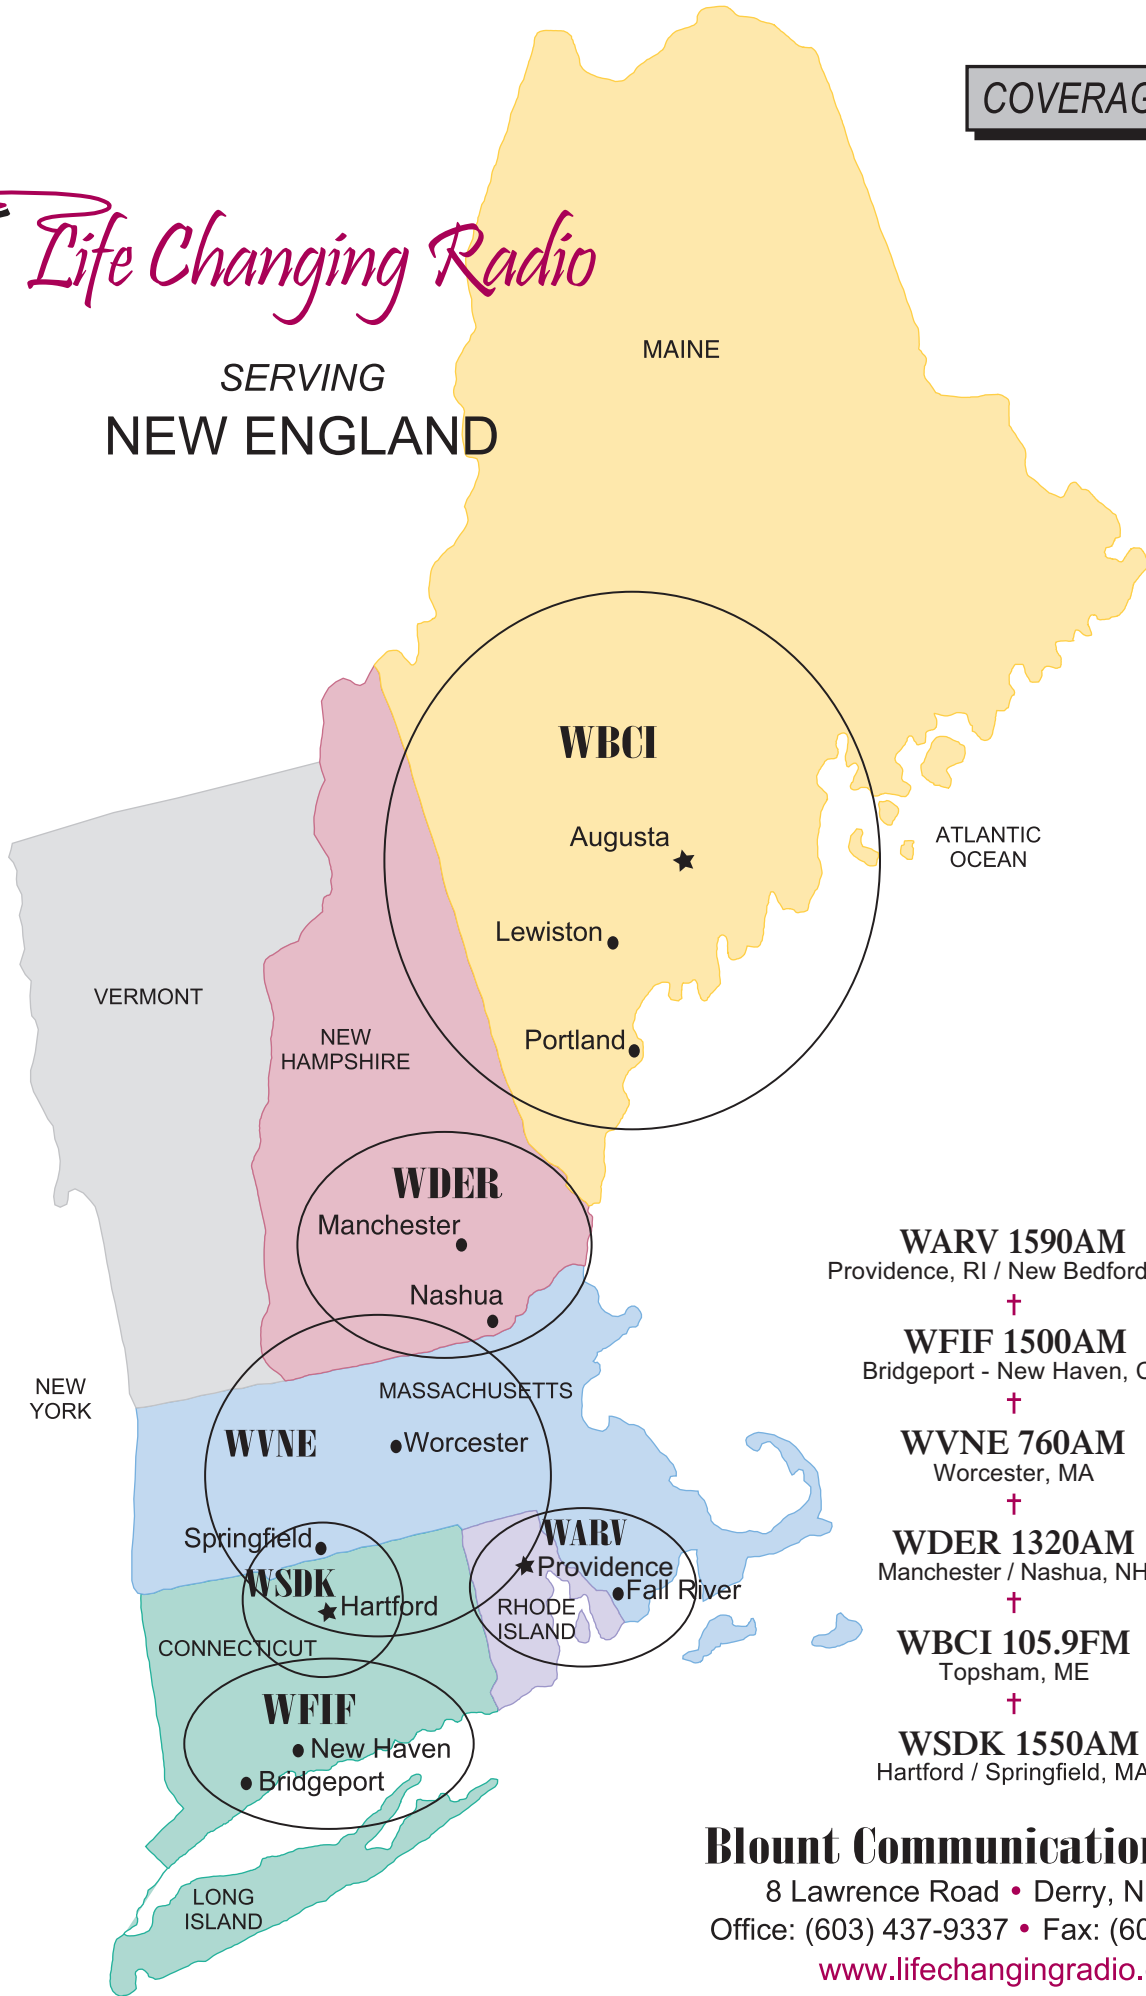 COVERAG
Life Changing Radio
SERVING
NEW ENGLAND
MAINE
WBCI
Augusta
ATLANTIC
OCEAN
Lewiston
VERMONT
Portland
NEW
HAMPSHIRE
WDER
Manchester
Nashua
NEW
YORK
MASSACHUSETTS
WVNE
Worcester
Springfield
WARV
Providence
WSDK
Fall River
Hartford
RHODE
ISLAND
CONNECTICUT
WFIF
New Haven
Bridgeport
LONG
ISLAND
WARV 1590AM
Providence, RI / New Bedford
†
WFIF 1500AM
Bridgeport - New Haven, C
†
WVNE 760AM
Worcester, MA
†
WDER 1320AM
Manchester / Nashua, NH
†
WBCI 105.9FM
Topsham, ME
†
WSDK 1550AM
Hartford / Springfield, MA
Blount Communication
8 Lawrence Road • Derry, N
Office: (603) 437-9337 • Fax: (60
www.lifechangingradio.